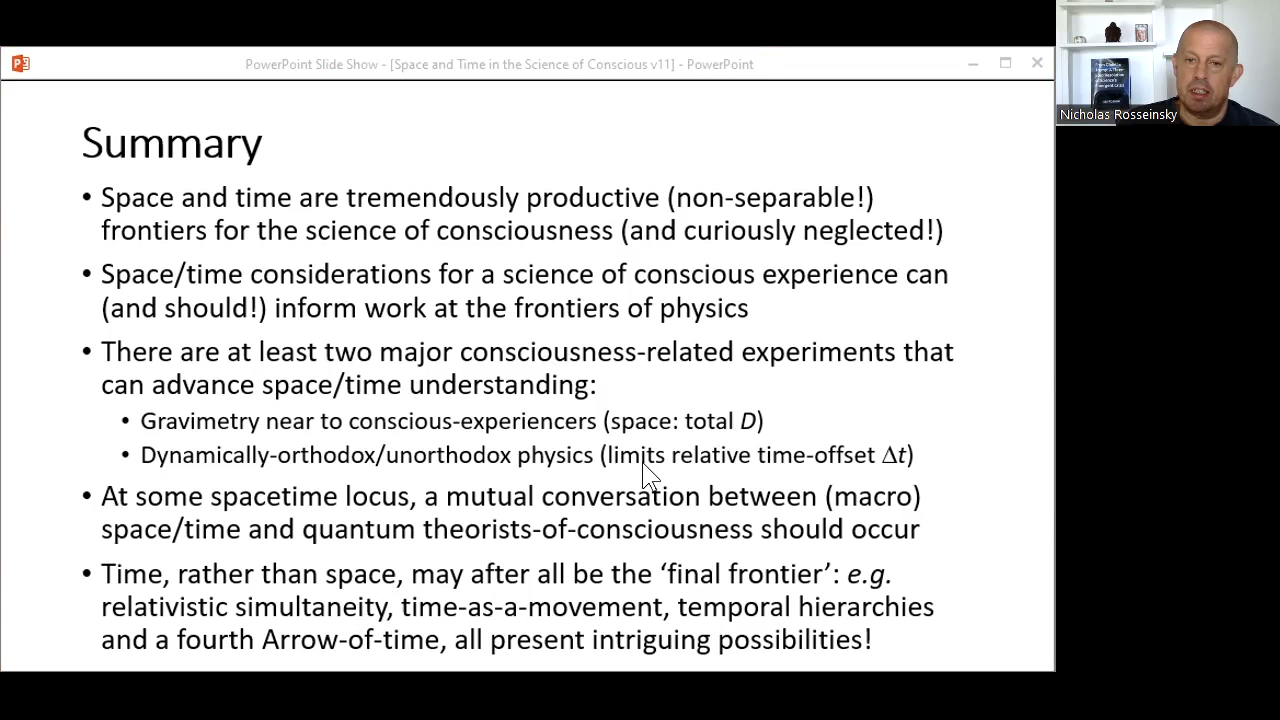 PowerPoint Slide Show - [Space and Time in the Science of Conscious v11] - PowerPoint
Summary
• Space and time are tremendously productive (non-separable!)
frontiers for the science of consciousness (and curiously neglected!)
• Space/time considerations for a science of conscious experience can
(and should!) inform work at the frontiers of physics
• There are at least two major consciousness-related experiments that
can advance space/time understanding:
• Gravimetry near to conscious-experiencers (space: total D)
• Dynamically-orthodox/unorthodox physics (limits relative time-offset Δt)
• At some spacetime locus, a mutual conversation between (macro)
space/time and quantum theorists-of-consciousness should occur
• Time, rather than space, may after all be the ‘final frontier’: e.g.
relativistic simultaneity, time-as-a-movement, temporal hierarchies
and a fourth Arrow-of-time, all present intriguing possibilities!
Nicholas Rosseinsky